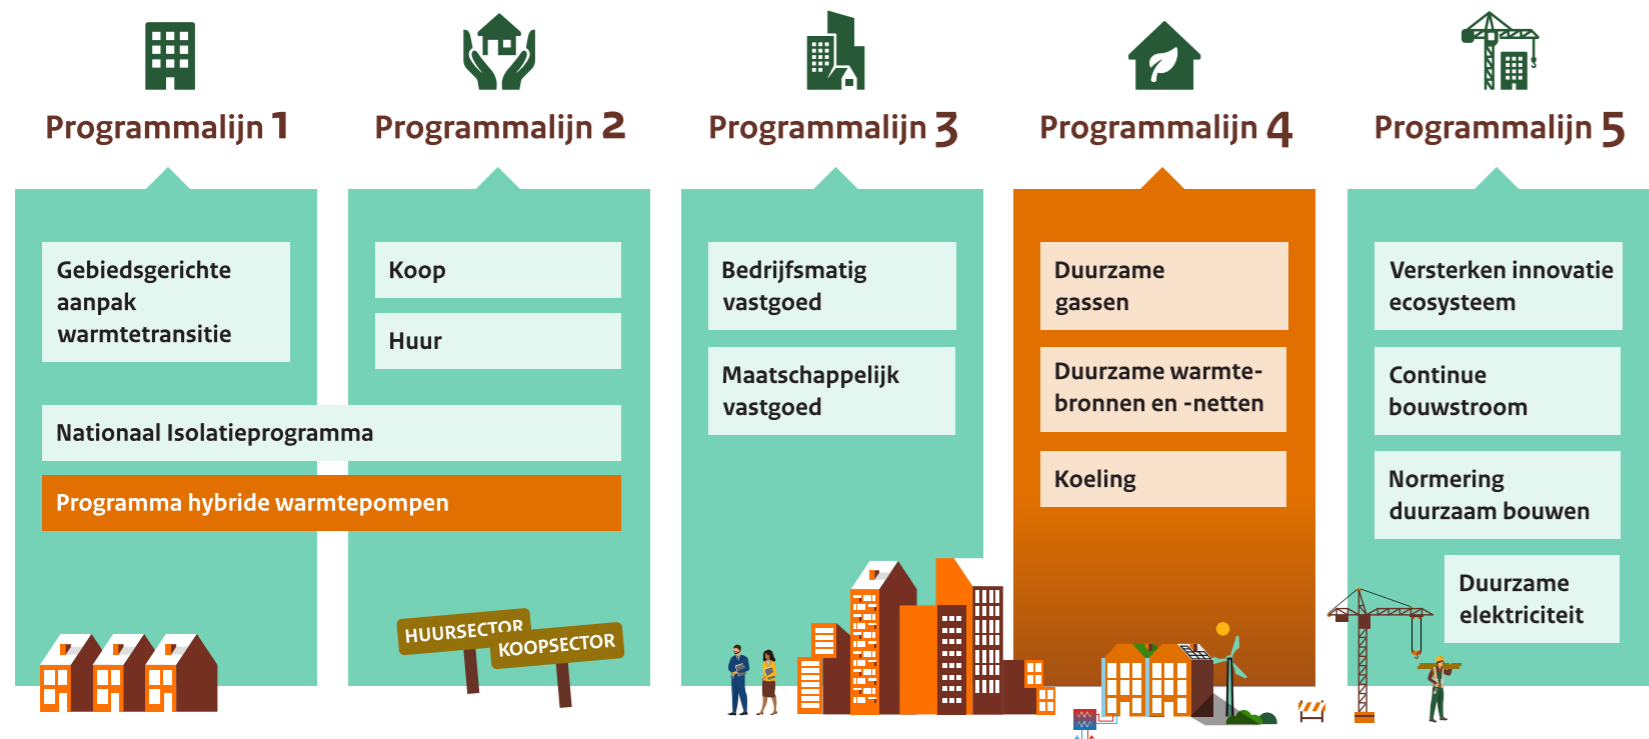 Programmalijn 1
Gebiedsgerichte
aanpak
warmtetransitie
Programmalijn 2
Koop
Huur
Nationaal Isolatieprogramma
Programma hybride warmtepompen
HUURSECTOR
KOOPSECTOR
Programmalijn 3
Bedrijfsmatig
vastgoed
Maatschappelijk
vastgoed
Programmalijn 4
Duurzame
gassen
Duurzame warmte-
bronnen en -netten
Koeling
Programmalijn 5
Versterken innovatie
ecosysteem
Continue
bouwstroom
Normering
duurzaam bouwen
Duurzame
elektriciteit